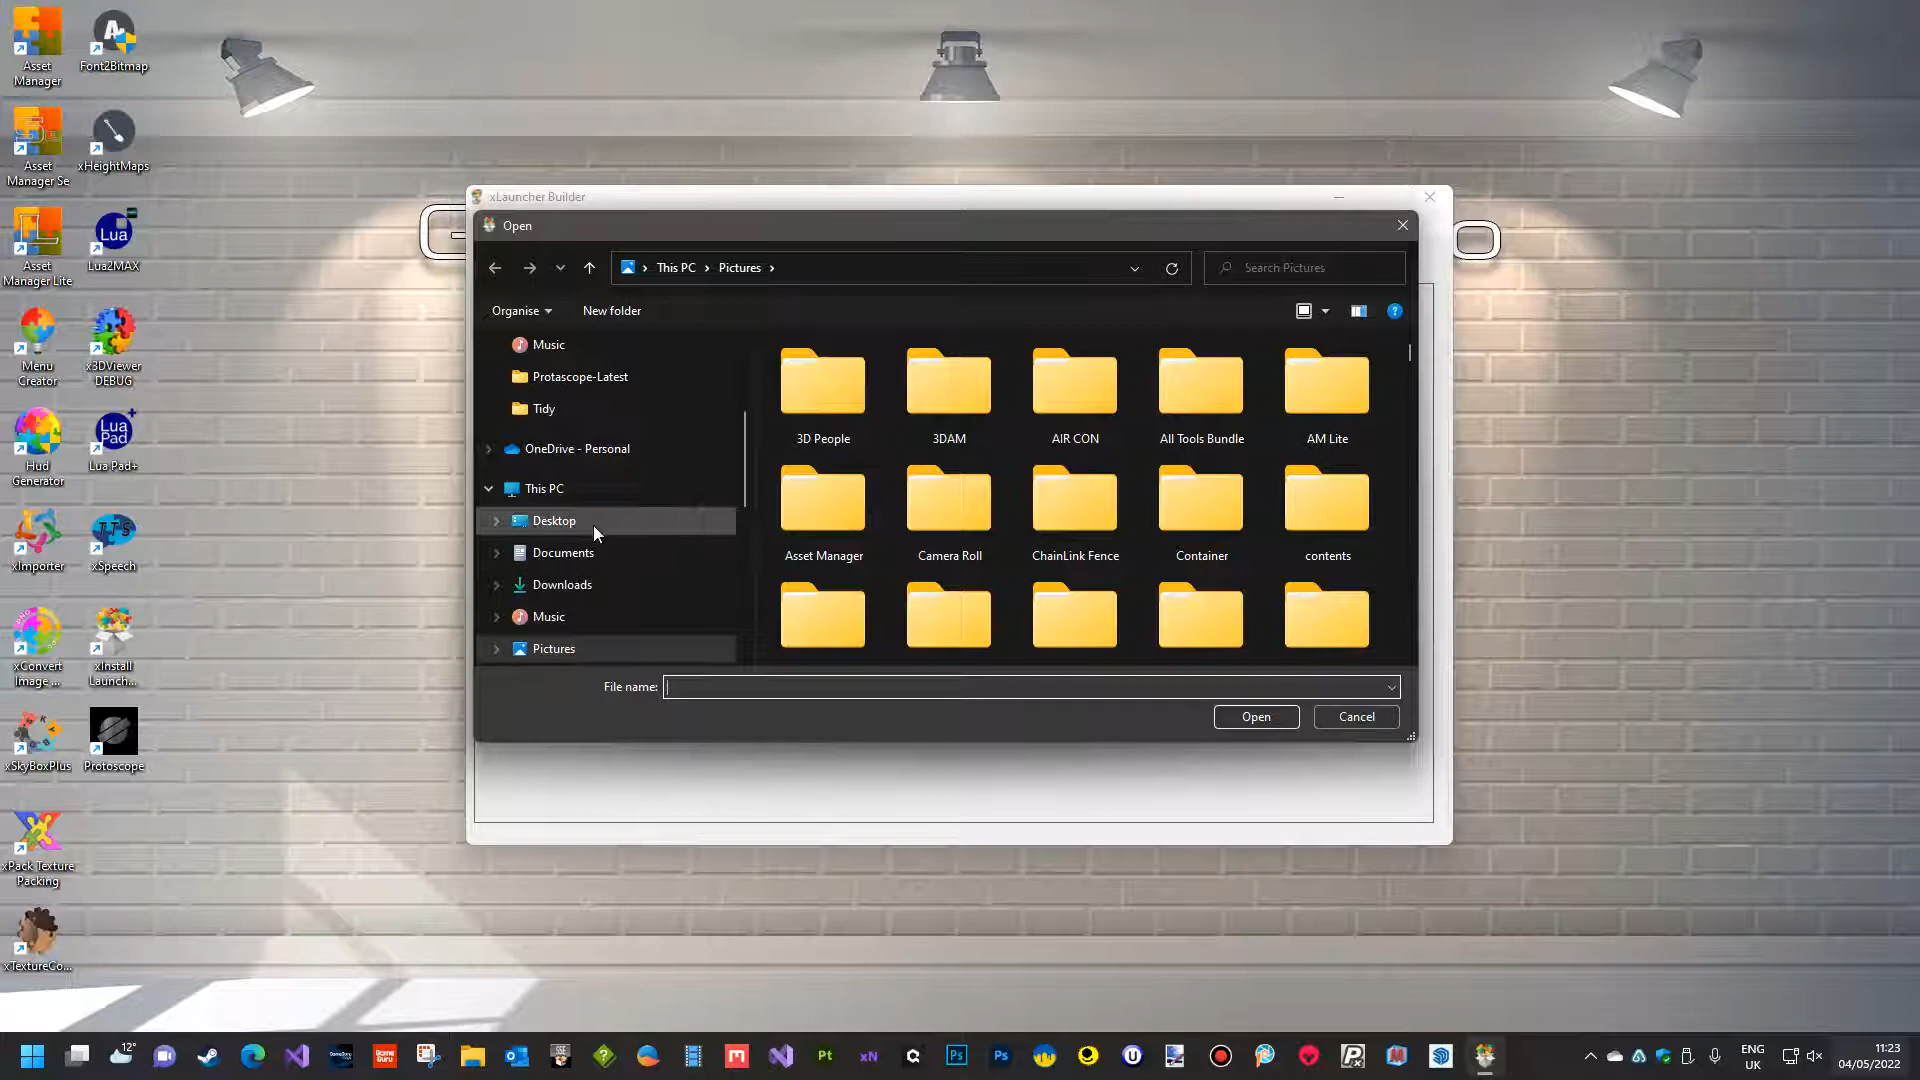 Asset
Manager
Font2Bitmap
Asset
Manager Se
xHeightMaps
Lua
Asset
Manager Lite
Lua2MAX
Menu
Creator
x3DViewer
DEBUG
Lua
Pad
Hud
Generator
Lua Pad+
xImporter
TTS
xSpeech
xConvert
Image ...
xInstall
Launch...
xSkyBoxPlus
Protoscope
xPack Texture
Packing
xTextureCo...
xLauncher Builder
Open
This PC
Pictures
Search Pictures
Organise
New folder
Music
Protascope-Latest
Tidy
OneDrive - Personal
This PC
Desktop
Documents
Downloads
Music
Pictures
3D People
3DAM
AIR CON
All Tools Bundle
AM Lite
Asset Manager
Camera Roll
ChainLink Fence
Container
contents
File name:
Open
Cancel
12°
Pt
xN
Ps
Ps
ENG
UK
11:23
04/05/2022